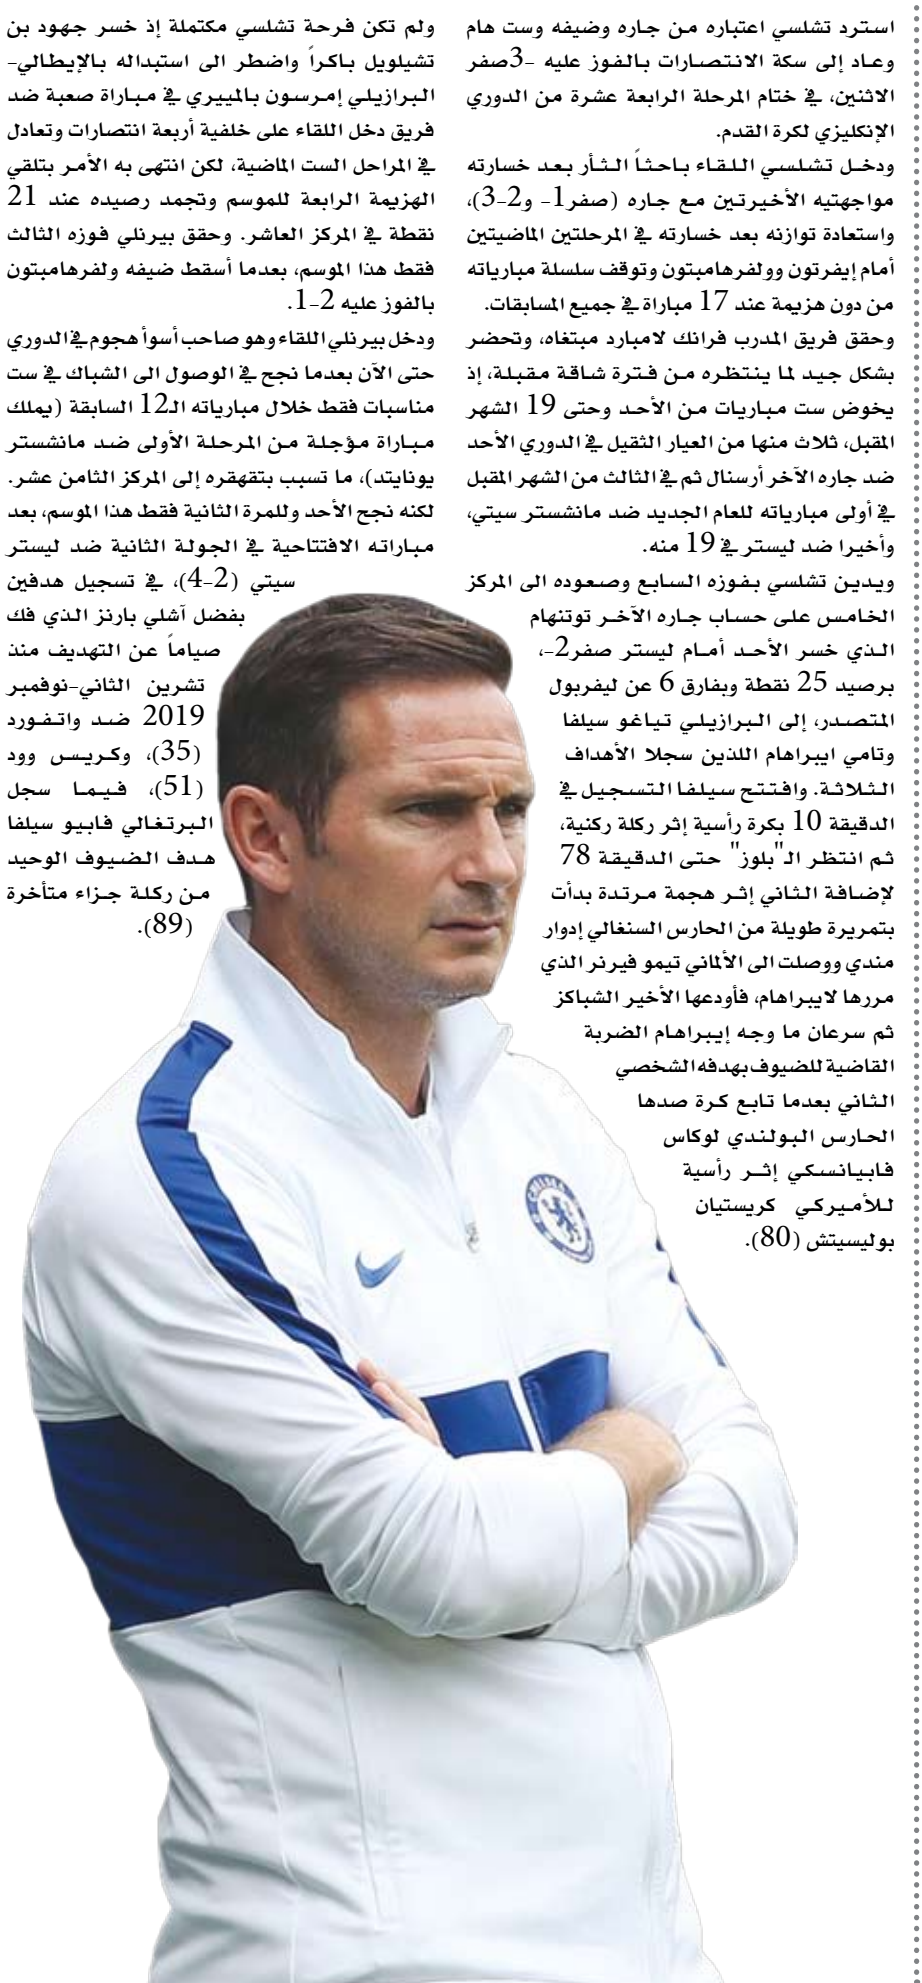 استرد تشلسي اعتباره من جاره وضيفه وست هام
وعاد إلى سكة الانتصارات بالفوز عليه -3صفر
الاثنين، في ختام المرحلة الرابعة عشرة من الدوري
الإنكليزي لكرة القدم.
ودخل تشلسي اللقاء باحثاً الثأر بعد خسارته
مواجهتيه الأخيرتين مع جاره (صفر1- و2-3)،
واستعادة توازنه بعد خسارته في المرحلتين الماضيتين
أمام إيفرتون وولفرهامبتون وتوقف سلسلة مبارياته
من دون هزيمة عند 17 مباراة في جميع المسابقات.
وحقق فريق المدرب فرانك لامبارد مبتغاه، وتحضر
بشكل جيد لما ينتظره من فترة شاقة مقبلة، إذ
يخوض ست مباريات من الأحد وحتى 19 الشهر
المقبل، ثلاث منها من العيار الثقيل في الدوري الأحد
ضد جاره الآخر أرسنال ثم في الثالث من الشهر المقبل
في أولى مبارياته للعام الجديد ضد مانشستر سيتي،
وأخيرا ضد ليستر في 19 منه.
ويدين تشلسي بفوزه السابع وصعوده الى المركز
الخامس على حساب جاره الآخر توتنهام
الذي خسر الأحد أمام ليستر صفر2-،
برصيد 25 نقطة وبفارق 6 عن ليفربول
المتصدر، إلى البرازيلي تياغو سيلفا
وتامي ايبراهام اللذين سجلا الأهداف
الثلاثة. وافتتح سيلفا التسجيل في
الدقيقة 10 بكرة رأسية إثر ركلة ركنية،
ثم انتظر الـ"بلوز" حتى الدقيقة 78
لإضافة الثاني إثر هجمة مرتدة بدأت
بتمريرة طويلة من الحارس السنغالي إدوار
مندي ووصلت الى الألماني تيمو فيرنر الذي
مررها لايبراهام، فأودعها الأخير الشباكز
ثم سرعان ما وجه إيبراهام الضربة
القاضية للضيوف بهدفه الشخصي
الثاني بعدما تابع كرة صدها
الحارس البولندي لوكاس
فابيانسكي إثر رأسية
للأميركي كريستيان
بوليسيتش (80).
ولم تكن فرحة تشلسي مكتملة إذ خسر جهود بن
تشيلويل باكراً واضطر الى استبداله بالإيطالي-
البرازيلي إمرسون بالمييري في مباراة صعبة ضد
فريق دخل اللقاء على خلفية أربعة انتصارات وتعادل
في المراحل الست الماضية، لكن انتهى به الأمر بتلقي
الهزيمة الرابعة للموسم وتجمد رصيده عند 21
نقطة في المركز العاشر. وحقق بيرنلي فوزه الثالث
فقط هذا الموسم، بعدما أسقط ضيفه ولفرهامبتون
بالفوز عليه 2-1.
ودخل بيرنلي اللقاء وهو صاحب أسوأ هجوم في الدوري
حتى الآن بعدما نجح في الوصول الى الشباك في ست
مناسبات فقط خلال مبارياته الـ12 السابقة (يملك
مباراة مؤجلة من المرحلة الأولى ضد مانشستر
يونايتد)، ما تسبب بتقهقره إلى المركز الثامن عشر.
لكنه نجح الأحد وللمرة الثانية فقط هذا الموسم، بعد
مباراته الافتتاحية في الجولة الثانية ضد ليستر
سيتي (2-4)، في تسجيل هدفين
بفضل آشلي بارنز الذي فك
صياماً عن التهديف منذ
تشرين الثاني-نوفمبر
2019 ضد واتفورد
(35)، وكريس وود
(51)، فيما سجل
البرتغالي فابيو سيلفا
هدف الضيوف الوحيد
من ركلة جزاء متأخرة
(89).
CHELSEA